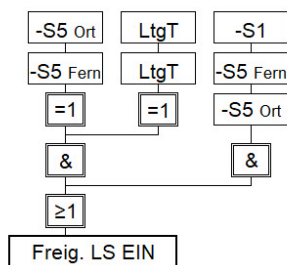 -S5 Ort LtgT -S1
-S5 Fern LtgT -S5 Fern
=1 =1 -S5 Ort
& &
≥1
Freig. LS EIN